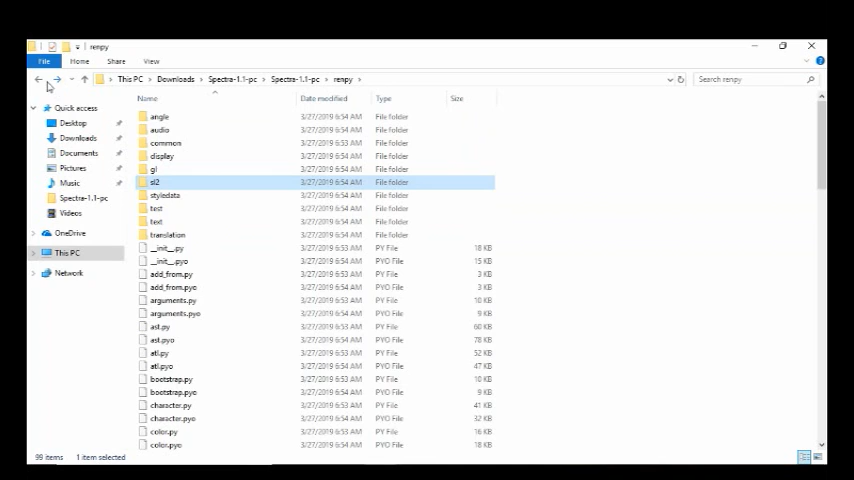 renpy
File Home Share View
This PC Downloads Spectra-1.1-pc Spectra-1.1-pc renpy Search renpy
Name Date modified Type Size
Quick access
Desktop
Downloads
Documents
Pictures
Music
Spectra-1.1-pc
Videos
OneDrive
This PC
Network
angle 3/27/2019 6:54 AM File folder
audio 3/27/2019 6:54 AM File folder
common 3/27/2019 6:54 AM File folder
display 3/27/2019 6:54 AM File folder
gl 3/27/2019 6:54 AM File folder
sl2 3/27/2019 6:54 AM File folder
styledata 3/27/2019 6:54 AM File folder
test 3/27/2019 6:54 AM File folder
text 3/27/2019 6:54 AM File folder
translation 3/27/2019 6:54 AM File folder
__init__.py 3/27/2019 6:53 AM PY File 18 KB
__init__.pyo 3/27/2019 6:54 AM PYO File 15 KB
add_from.py 3/27/2019 6:53 AM PY File 3 KB
add_from.pyo 3/27/2019 6:54 AM PYO File 3 KB
arguments.py 3/27/2019 6:53 AM PY File 10 KB
arguments.pyo 3/27/2019 6:54 AM PYO File 9 KB
ast.py 3/27/2019 6:53 AM PY File 60 KB
ast.pyo 3/27/2019 6:54 AM PYO File 78 KB
atl.py 3/27/2019 6:53 AM PY File 52 KB
atl.pyo 3/27/2019 6:54 AM PYO File 47 KB
bootstrap.py 3/27/2019 6:53 AM PY File 10 KB
bootstrap.pyo 3/27/2019 6:54 AM PYO File 9 KB
character.py 3/27/2019 6:53 AM PY File 41 KB
character.pyo 3/27/2019 6:54 AM PYO File 32 KB
color.py 3/27/2019 6:53 AM PY File 16 KB
color.pyo 3/27/2019 6:54 AM PYO File 18 KB
99 items 1 item selected